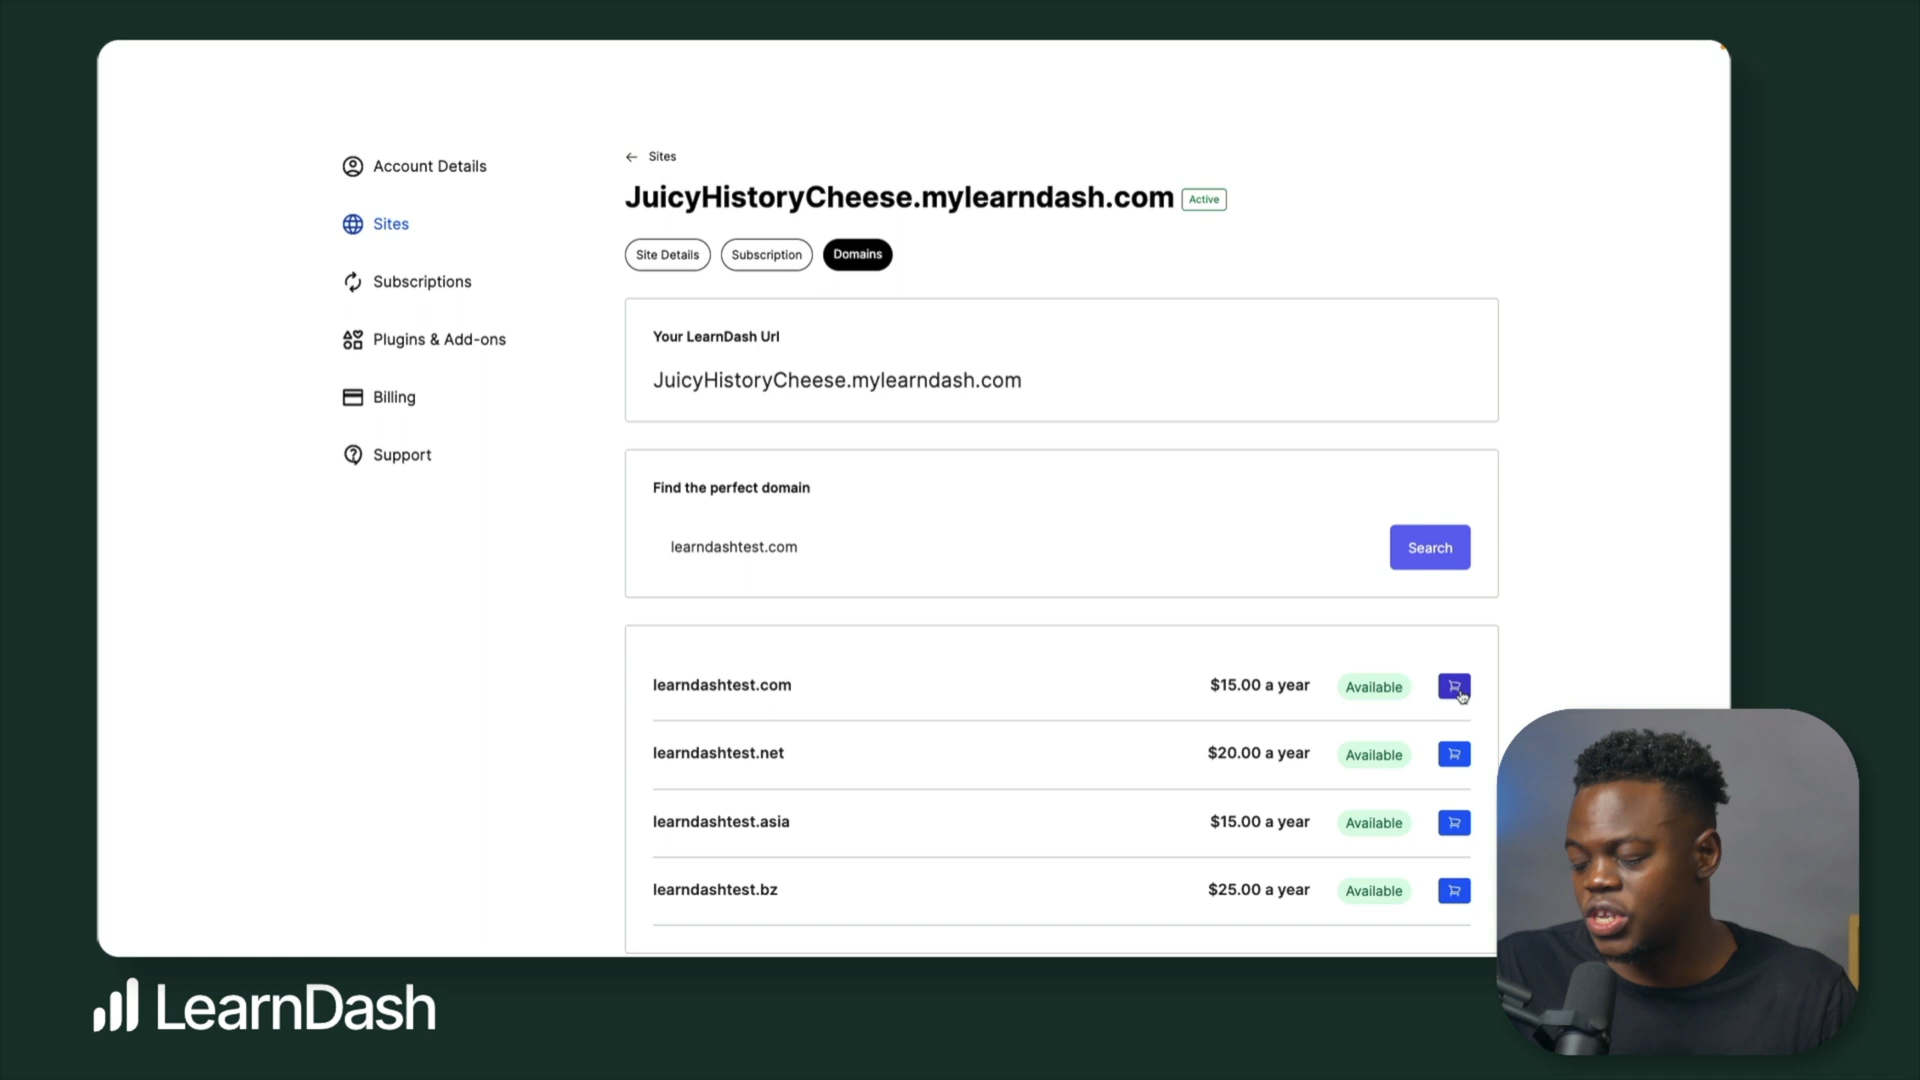 Account Details
Sites
Subscriptions
Plugins & Add-ons
Billing
Support
← Sites
JuicyHistoryCheese.mylearndash.com Active
Site Details Subscription Domains
Your LearnDash Url
JuicyHistoryCheese.mylearndash.com
Find the perfect domain
learndashtest.com Search
learndashtest.com $15.00 a year Available
learndashtest.net $20.00 a year Available
learndashtest.asia $15.00 a year Available
learndashtest.bz $25.00 a year Available
LearnDash